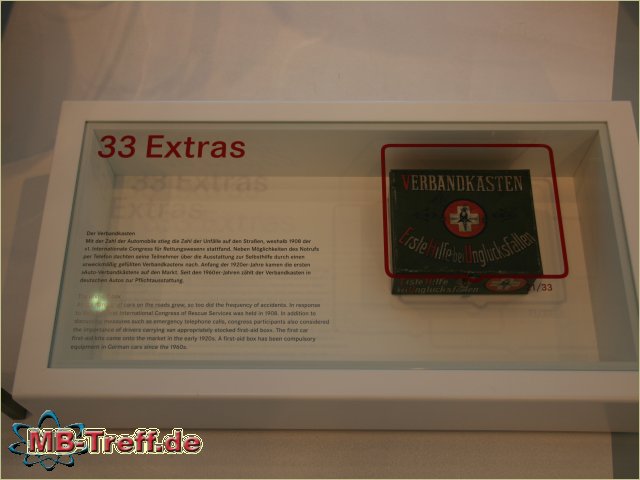 33 Extras
VERBANDKASTEN
Erste Hilfe bei Unglücksfällen
Erste Hilfe
bei Unglücksfällen
1/33
Der Verbandkasten
Mit der Zahl der Automobile stieg die Zahl der Unfälle auf den Straßen, weshalb 1908 der
1. Internationale Congress für Rettungswesen stattfand. Neben Möglichkeiten des Notrufs
per Telefon dachten seine Teilnehmer über die Ausstattung zur Selbsthilfe durch einen
»zweckmäßig gefüllten Verbandkasten« nach. Anfang der 1920er-Jahre kamen die ersten
»Auto-Verbandkästen« auf den Markt. Seit den 1960er-Jahren zählt der Verbandkasten in
deutschen Autos zur Pflichtausstattung.
of cars on the roads grew, so too did the frequency of accidents. In response
International Congress of Rescue Services was held in 1908. In addition to
measures such as emergency telephone calls, congress participants also considered
the importance of drivers carrying an appropriately stocked first-aid box. The first car
first-aid kits came onto the market in the early 1920s. A first-aid box has been compulsory
equipment in German cars since the 1960s.
MB-Treff.de